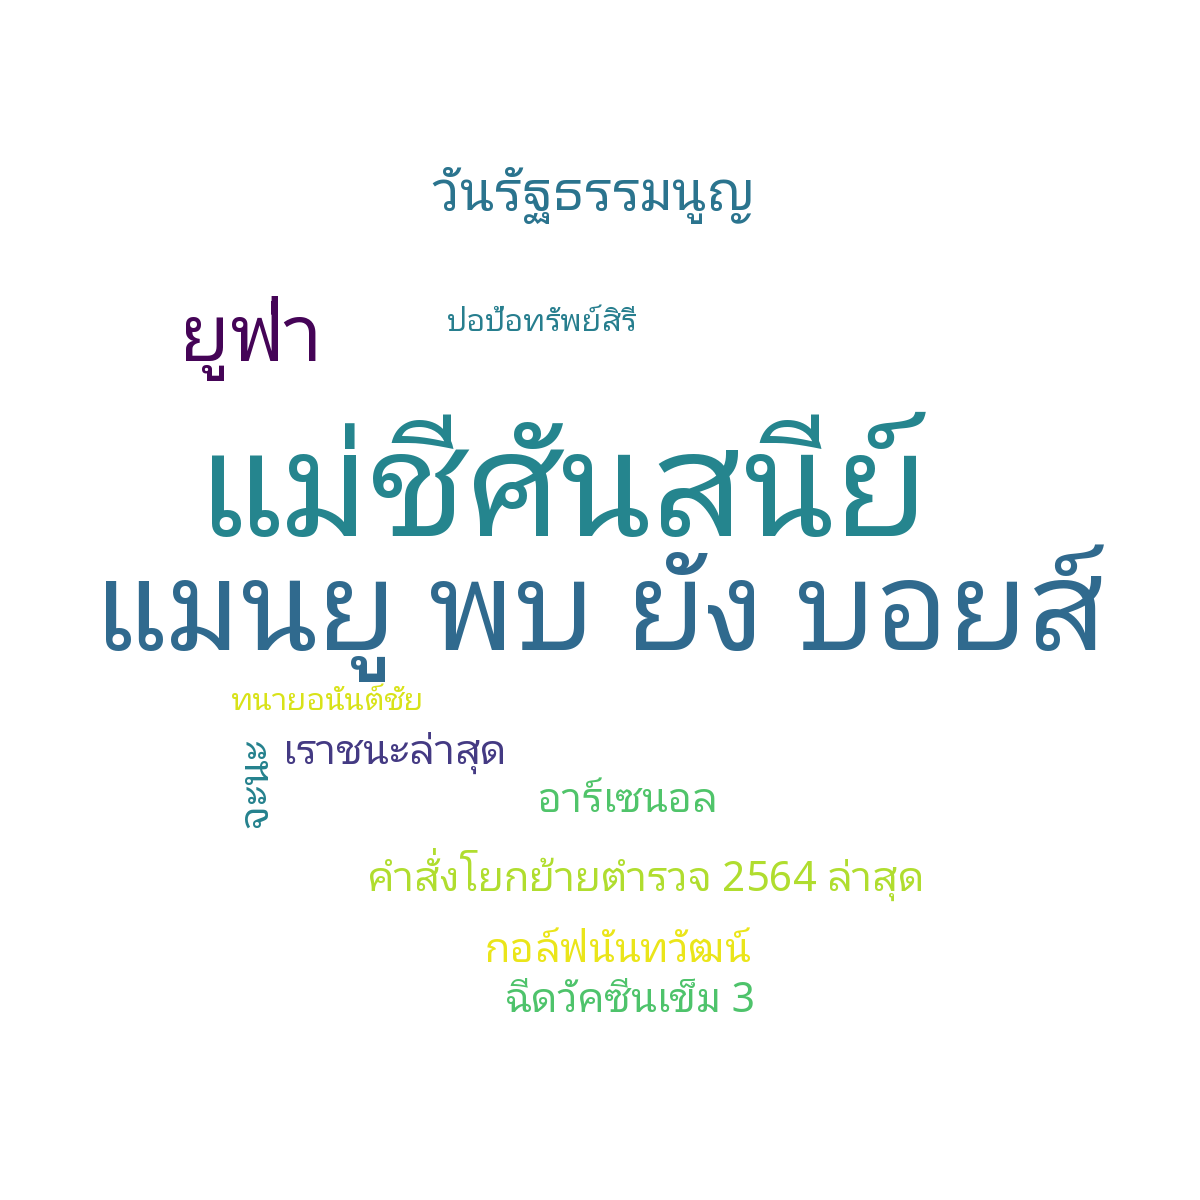 วันรัฐธรรมนูญ
ยูฟ่า
ปอป้อทรัพย์สิรี
แม่ชีศันสนีย์
แมนยู พบ ยัง บอยส์
ทนายอนันต์ชัย
เราชนะล่าสุด
จะนะ
อาร์เซนอล
คําสั่งโยกย้ายตํารวจ 2564 ล่าสุด
กอล์ฟนันทวัฒน์
ฉีดวัคซีนเข็ม 3